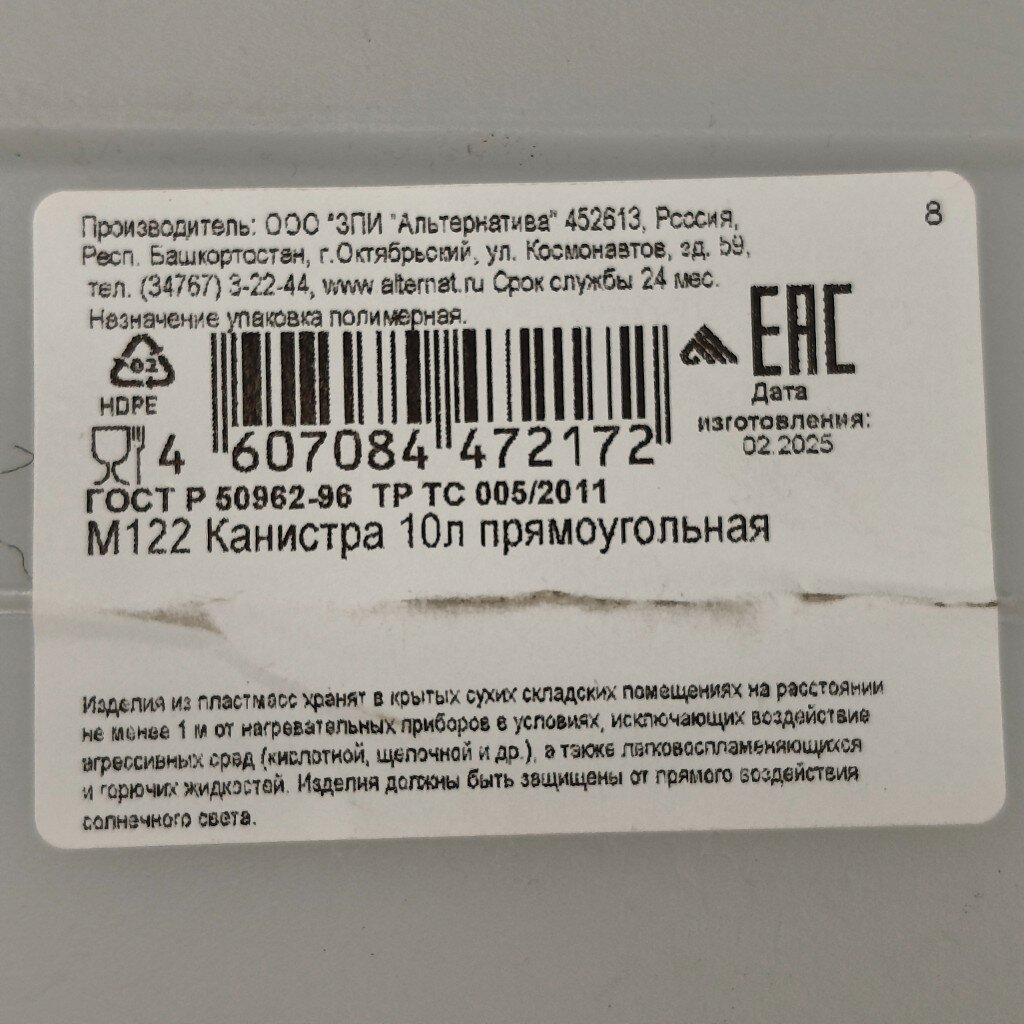 8
Производитель: ООО "ЗПИ "Альтернатива" 452613, Россия,
Респ. Башкортостан, г.Октябрьский, ул. Космонавтов, зд. 59,
тел. (34767) 3-22-44, www alternat.ru Срок службы 24 мес.
Назначение упаковка полимерная.
02
HDPE
EAC
Дата
изготовления:
02.2025
4 607084 472172
ГОСТ Р 50962-96 ТР ТС 005/2011
М122 Канистра 10л прямоугольная
Изделия из пластмасс хранят в крытых сухих складских помещениях на расстоянии
не менее 1 м от нагревательных приборов в условиях, исключающих воздействие
агрессивных сред (кислотной, щелочной и др.), а также легковоспламеняющихся
и горючих жидкостей. Изделия должны быть защищены от прямого воздействия
солнечного света.